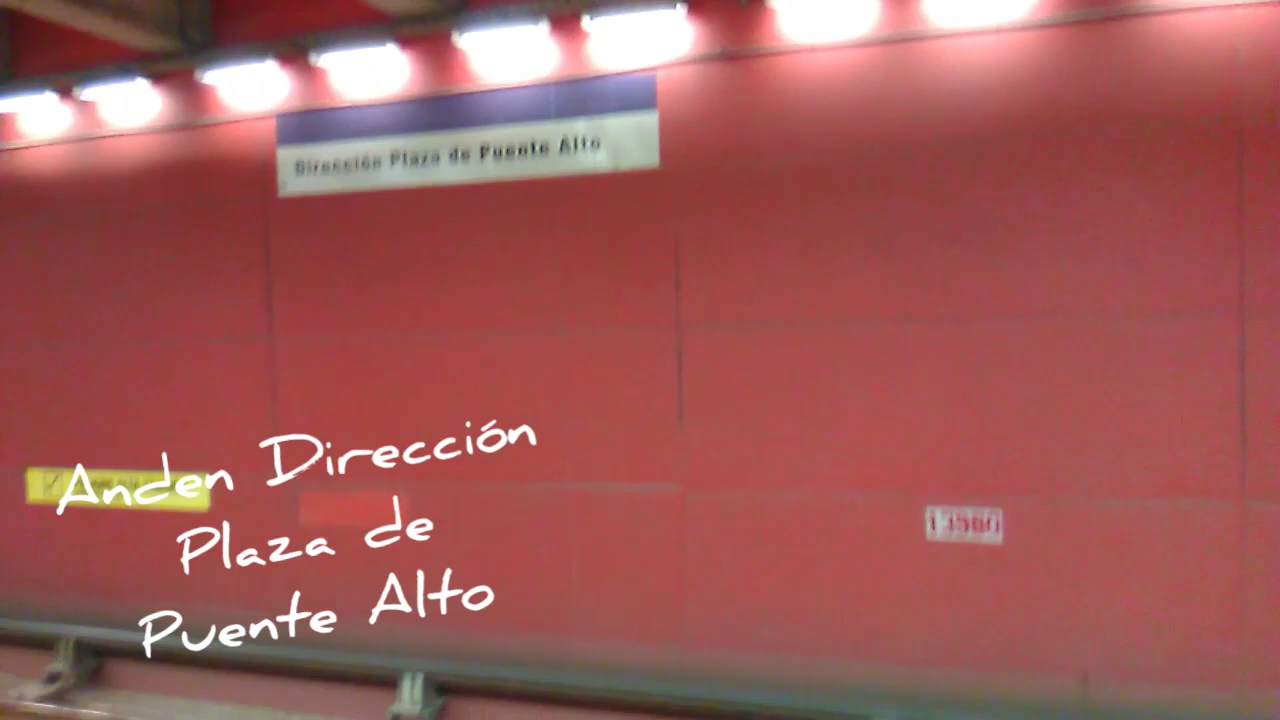 Dirección Plaza de Puente Alto
Anden Dirección
Plaza de
Puente Alto